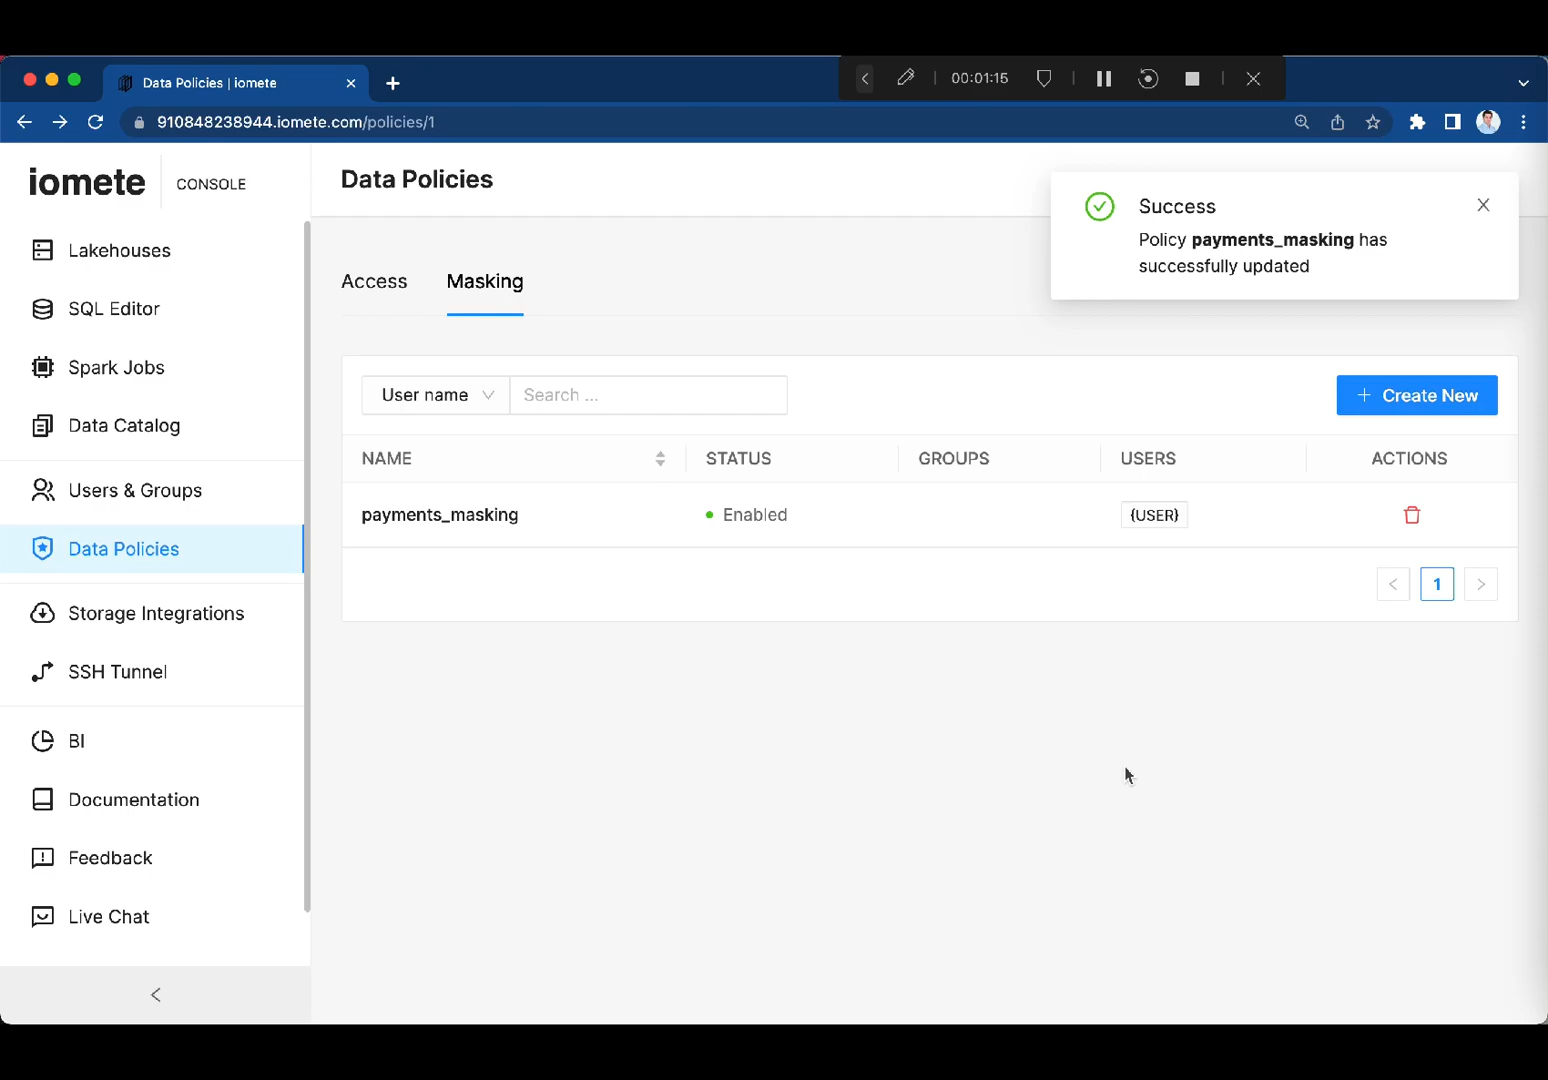 Data Policies | iomete
00:01:15
910848238944.iomete.com/policies/1
iomete CONSOLE
Data Policies
Success
Policy payments_masking has
successfully updated
Lakehouses
SQL Editor
Spark Jobs
Data Catalog
Users & Groups
Data Policies
Storage Integrations
SSH Tunnel
BI
Documentation
Feedback
Live Chat
Access Masking
User name Search ... + Create New
NAME STATUS GROUPS USERS ACTIONS
payments_masking Enabled {USER}
< 1 >